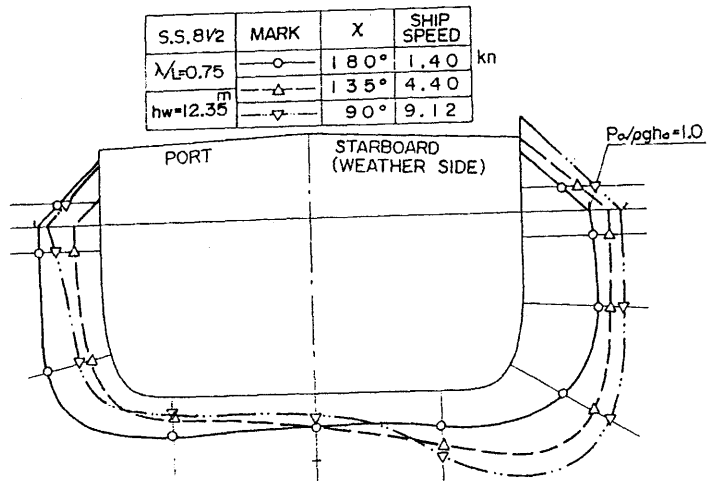 S.S. 8 1/2 MARK χ SHIP SPEED
λ/L=0.75 180° 1.40 kn
135° 4.40
hw=12.35 m 90° 9.12
Pa/ρgha=1.0
PORT STARBOARD
(WEATHER SIDE)